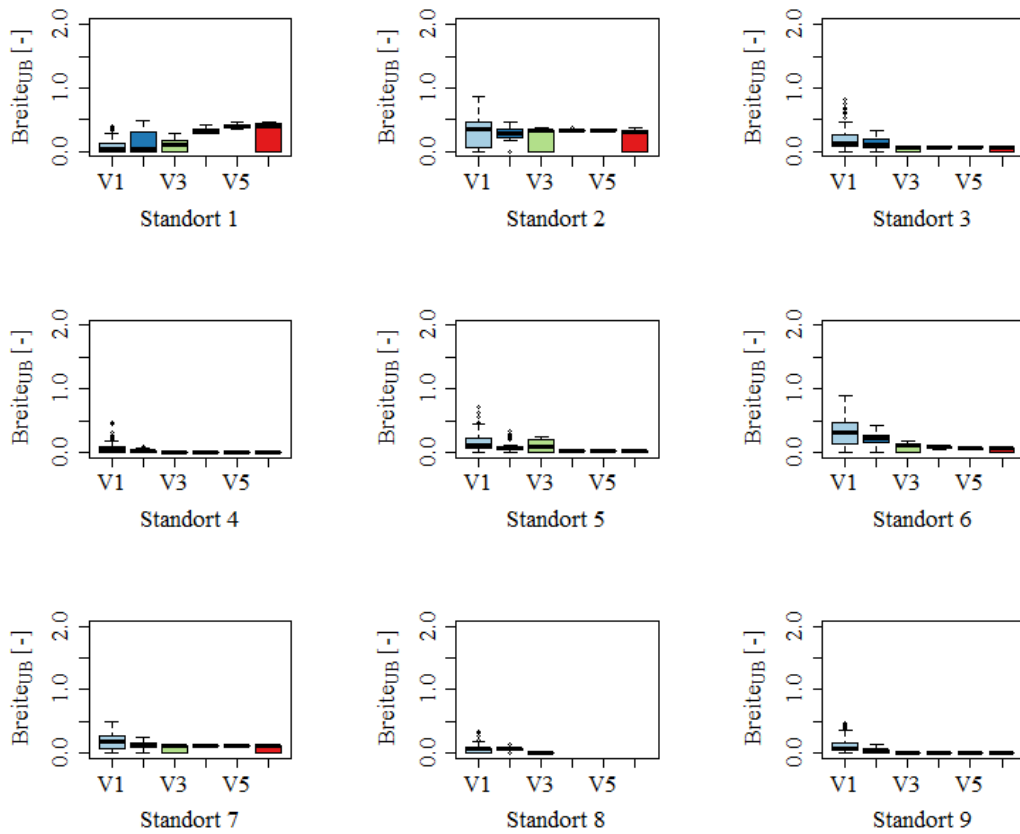 Breite_UB [-]
0.0 1.0 2.0
V1 V3 V5
Standort 1
Breite_UB [-]
0.0 1.0 2.0
V1 V3 V5
Standort 2
Breite_UB [-]
0.0 1.0 2.0
V1 V3 V5
Standort 3
Breite_UB [-]
0.0 1.0 2.0
V1 V3 V5
Standort 4
Breite_UB [-]
0.0 1.0 2.0
V1 V3 V5
Standort 5
Breite_UB [-]
0.0 1.0 2.0
V1 V3 V5
Standort 6
Breite_UB [-]
0.0 1.0 2.0
V1 V3 V5
Standort 7
Breite_UB [-]
0.0 1.0 2.0
V1 V3 V5
Standort 8
Breite_UB [-]
0.0 1.0 2.0
V1 V3 V5
Standort 9